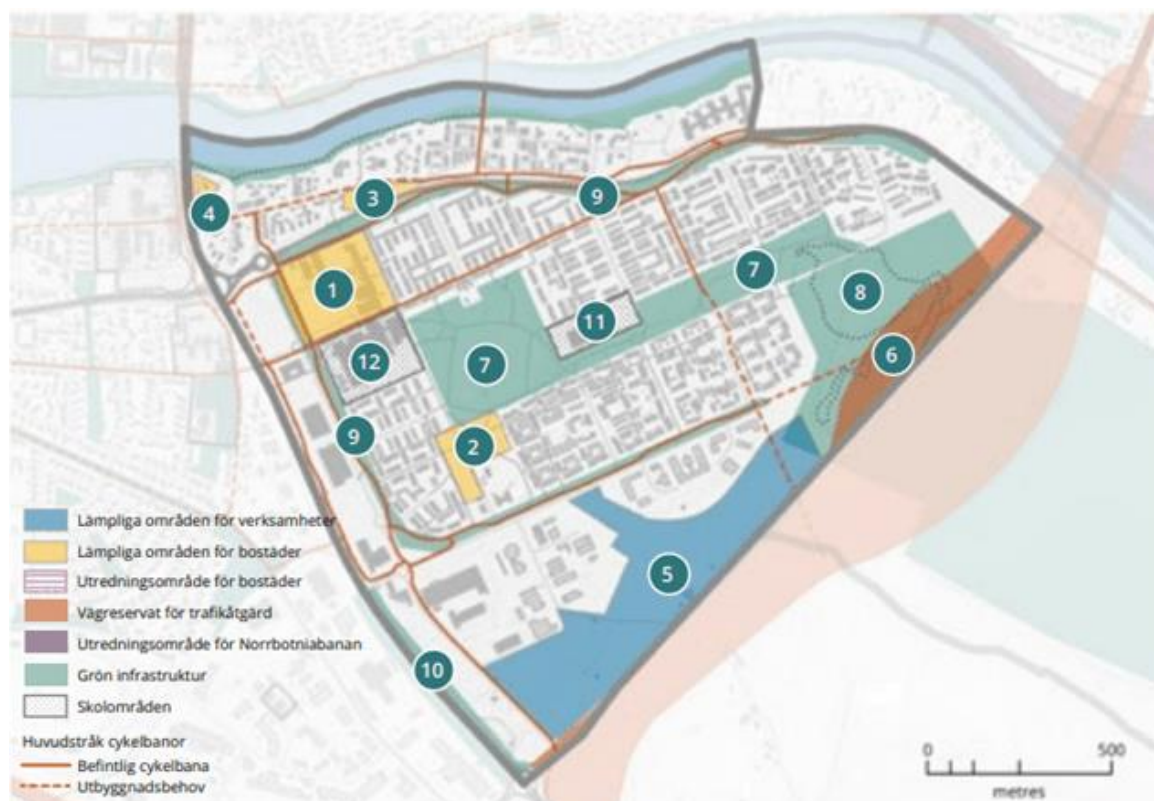 4
3
9
1
7
8
11
12
6
7
9
2
5
10
Lämpliga områden för verksamheter
Lämpliga områden för bostäder
Utredningsområde för bostäder
Vägreservat för trafikåtgärd
Utredningsområde för Norrbotniabanan
Grön infrastruktur
Skolområden
Huvudstråk cykelbanor
Befintlig cykelbana
Utbyggnadsbehov
0 500
metres